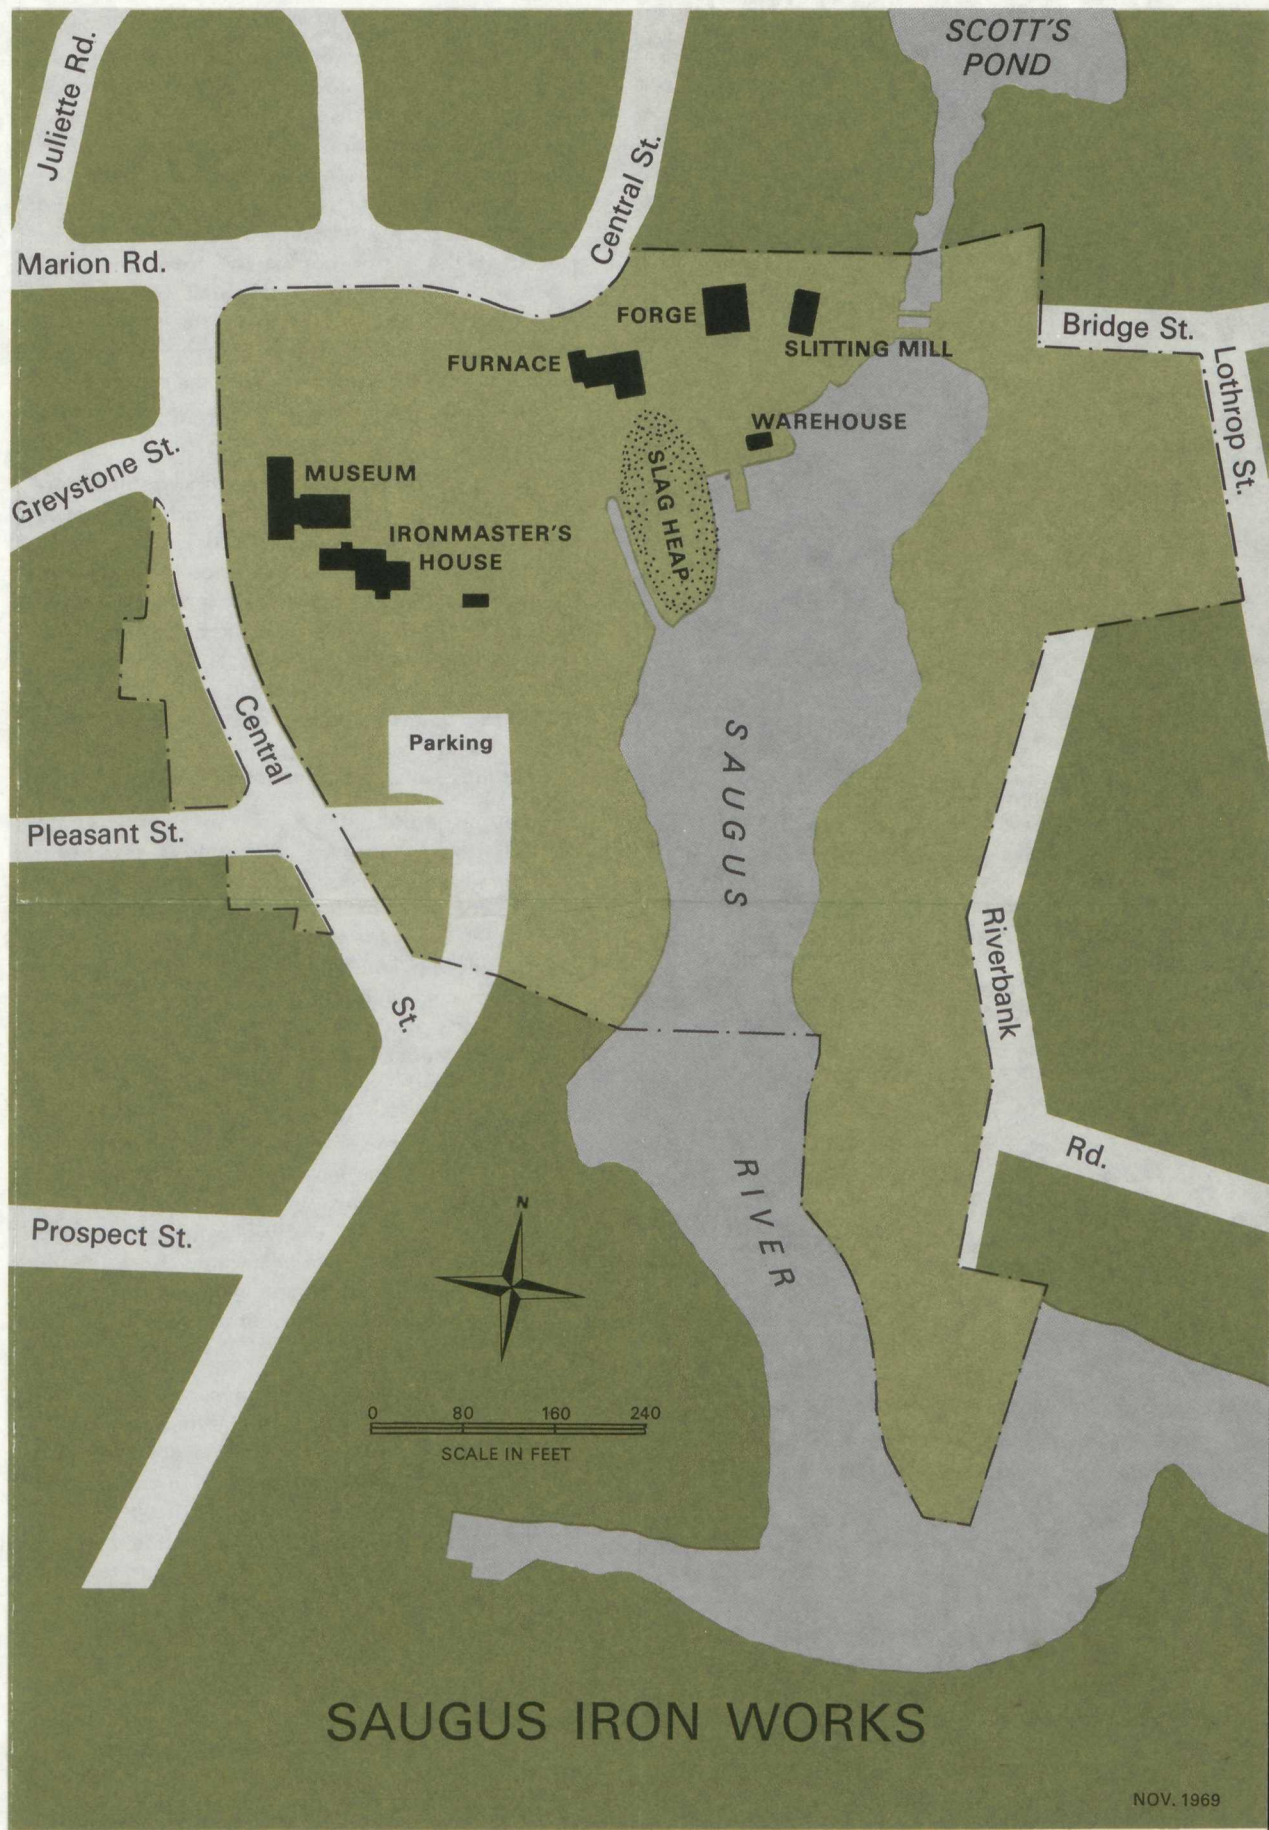 SCOTT'S
POND
Juliette Rd.
Central St.
Marion Rd.
FORGE
SLITTING MILL
Bridge St.
Lothrop St.
FURNACE
WAREHOUSE
Greystone St.
MUSEUM
SLAG HEAP
IRONMASTER'S
HOUSE
Central
St.
Parking
SAUGUS
RIVER
Pleasant St.
Riverbank
Rd.
Prospect St.
N
0 80 160 240
SCALE IN FEET
SAUGUS IRON WORKS
NOV. 1969